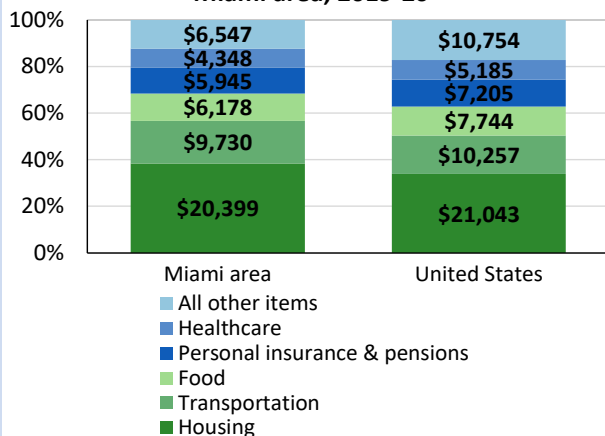 100%
80%
60%
40%
20%
0%
$6,547
$4,348
$5,945
$6,178
$9,730
$20,399
$10,754
$5,185
$7,205
$7,744
$10,257
$21,043
Miami area
United States
All other items
Healthcare
Personal insurance & pensions
Food
Transportation
Housing